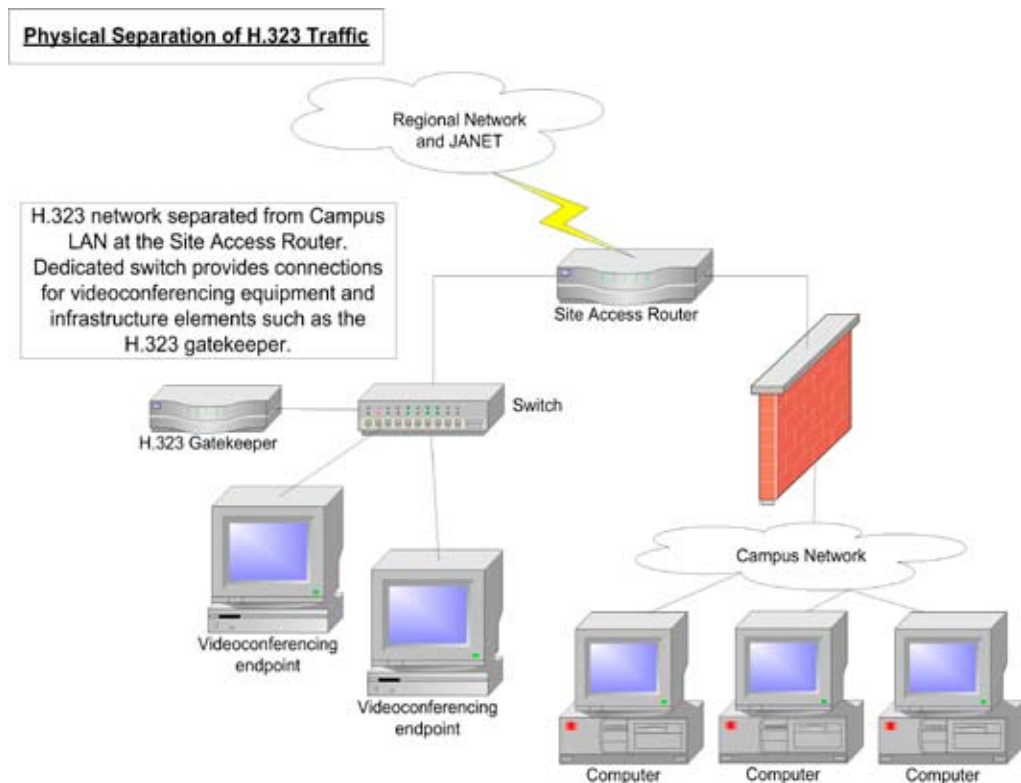 Physical Separation of H.323 Traffic
Regional Network
and JANET
H.323 network separated from Campus
LAN at the Site Access Router.
Dedicated switch provides connections
for videoconferencing equipment and
infrastructure elements such as the
H.323 gatekeeper.
Site Access Router
Switch
H.323 Gatekeeper
Campus Network
Videoconferencing
endpoint
Videoconferencing
endpoint
Computer
Computer
Computer